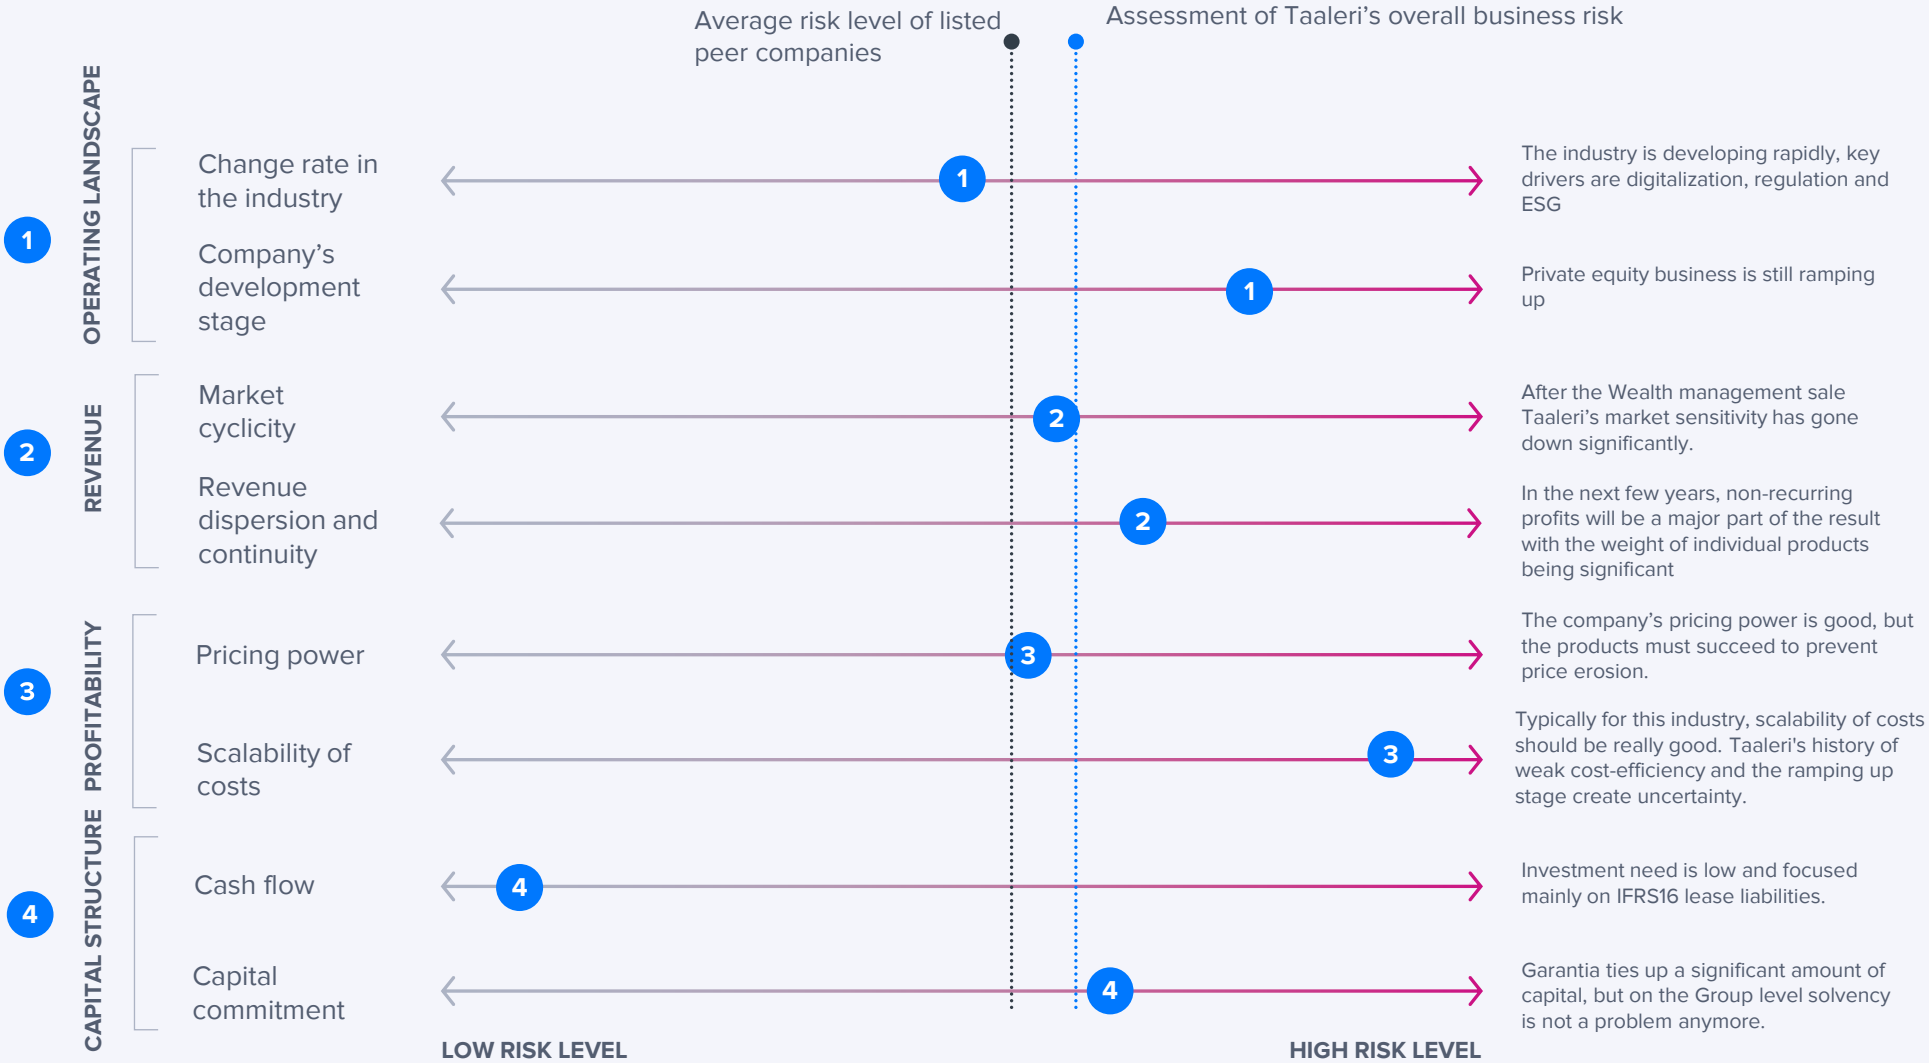 Average risk level of listed
peer companies
Assessment of Taaleri’s overall business risk
1
OPERATING LANDSCAPE
Change rate in
the industry
1
The industry is developing rapidly, key
drivers are digitalization, regulation and
ESG
Company’s
development
stage
1
Private equity business is still ramping
up
2
REVENUE
Market
cyclicity
2
After the Wealth management sale
Taaleri’s market sensitivity has gone
down significantly.
Revenue
dispersion and
continuity
2
In the next few years, non-recurring
profits will be a major part of the result
with the weight of individual products
being significant
3
PROFITABILITY
Pricing power
3
The company’s pricing power is good, but
the products must succeed to prevent
price erosion.
Scalability of
costs
3
Typically for this industry, scalability of costs
should be really good. Taaleri's history of
weak cost-efficiency and the ramping up
stage create uncertainty.
4
CAPITAL STRUCTURE
Cash flow
4
Investment need is low and focused
mainly on IFRS16 lease liabilities.
Capital
commitment
4
Garantia ties up a significant amount of
capital, but on the Group level solvency
is not a problem anymore.
LOW RISK LEVEL
HIGH RISK LEVEL